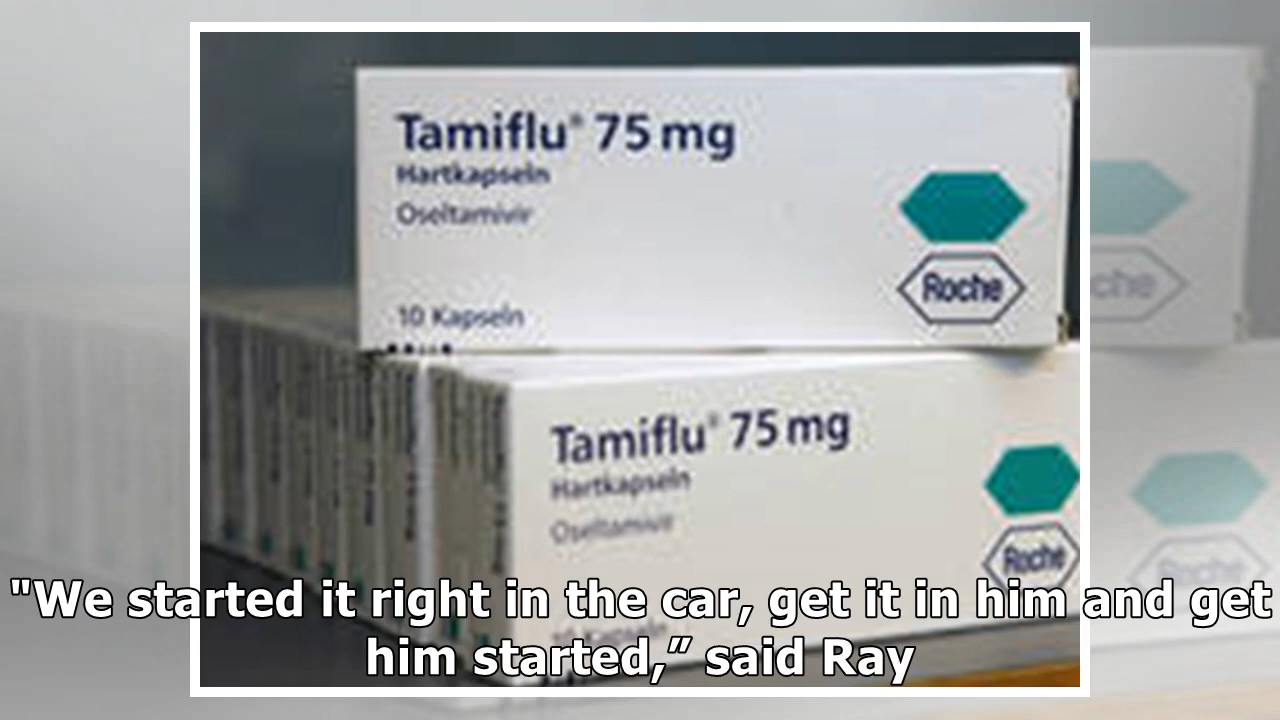 Tamiflu® 75 mg
Hartkapseln
Oseltamivir
Roche
10 Kapseln
Tamiflu® 75 mg
Hartkapseln
Oseltamivir
Roche
"We started it right in the car, get it in him and get
him started,” said Ray